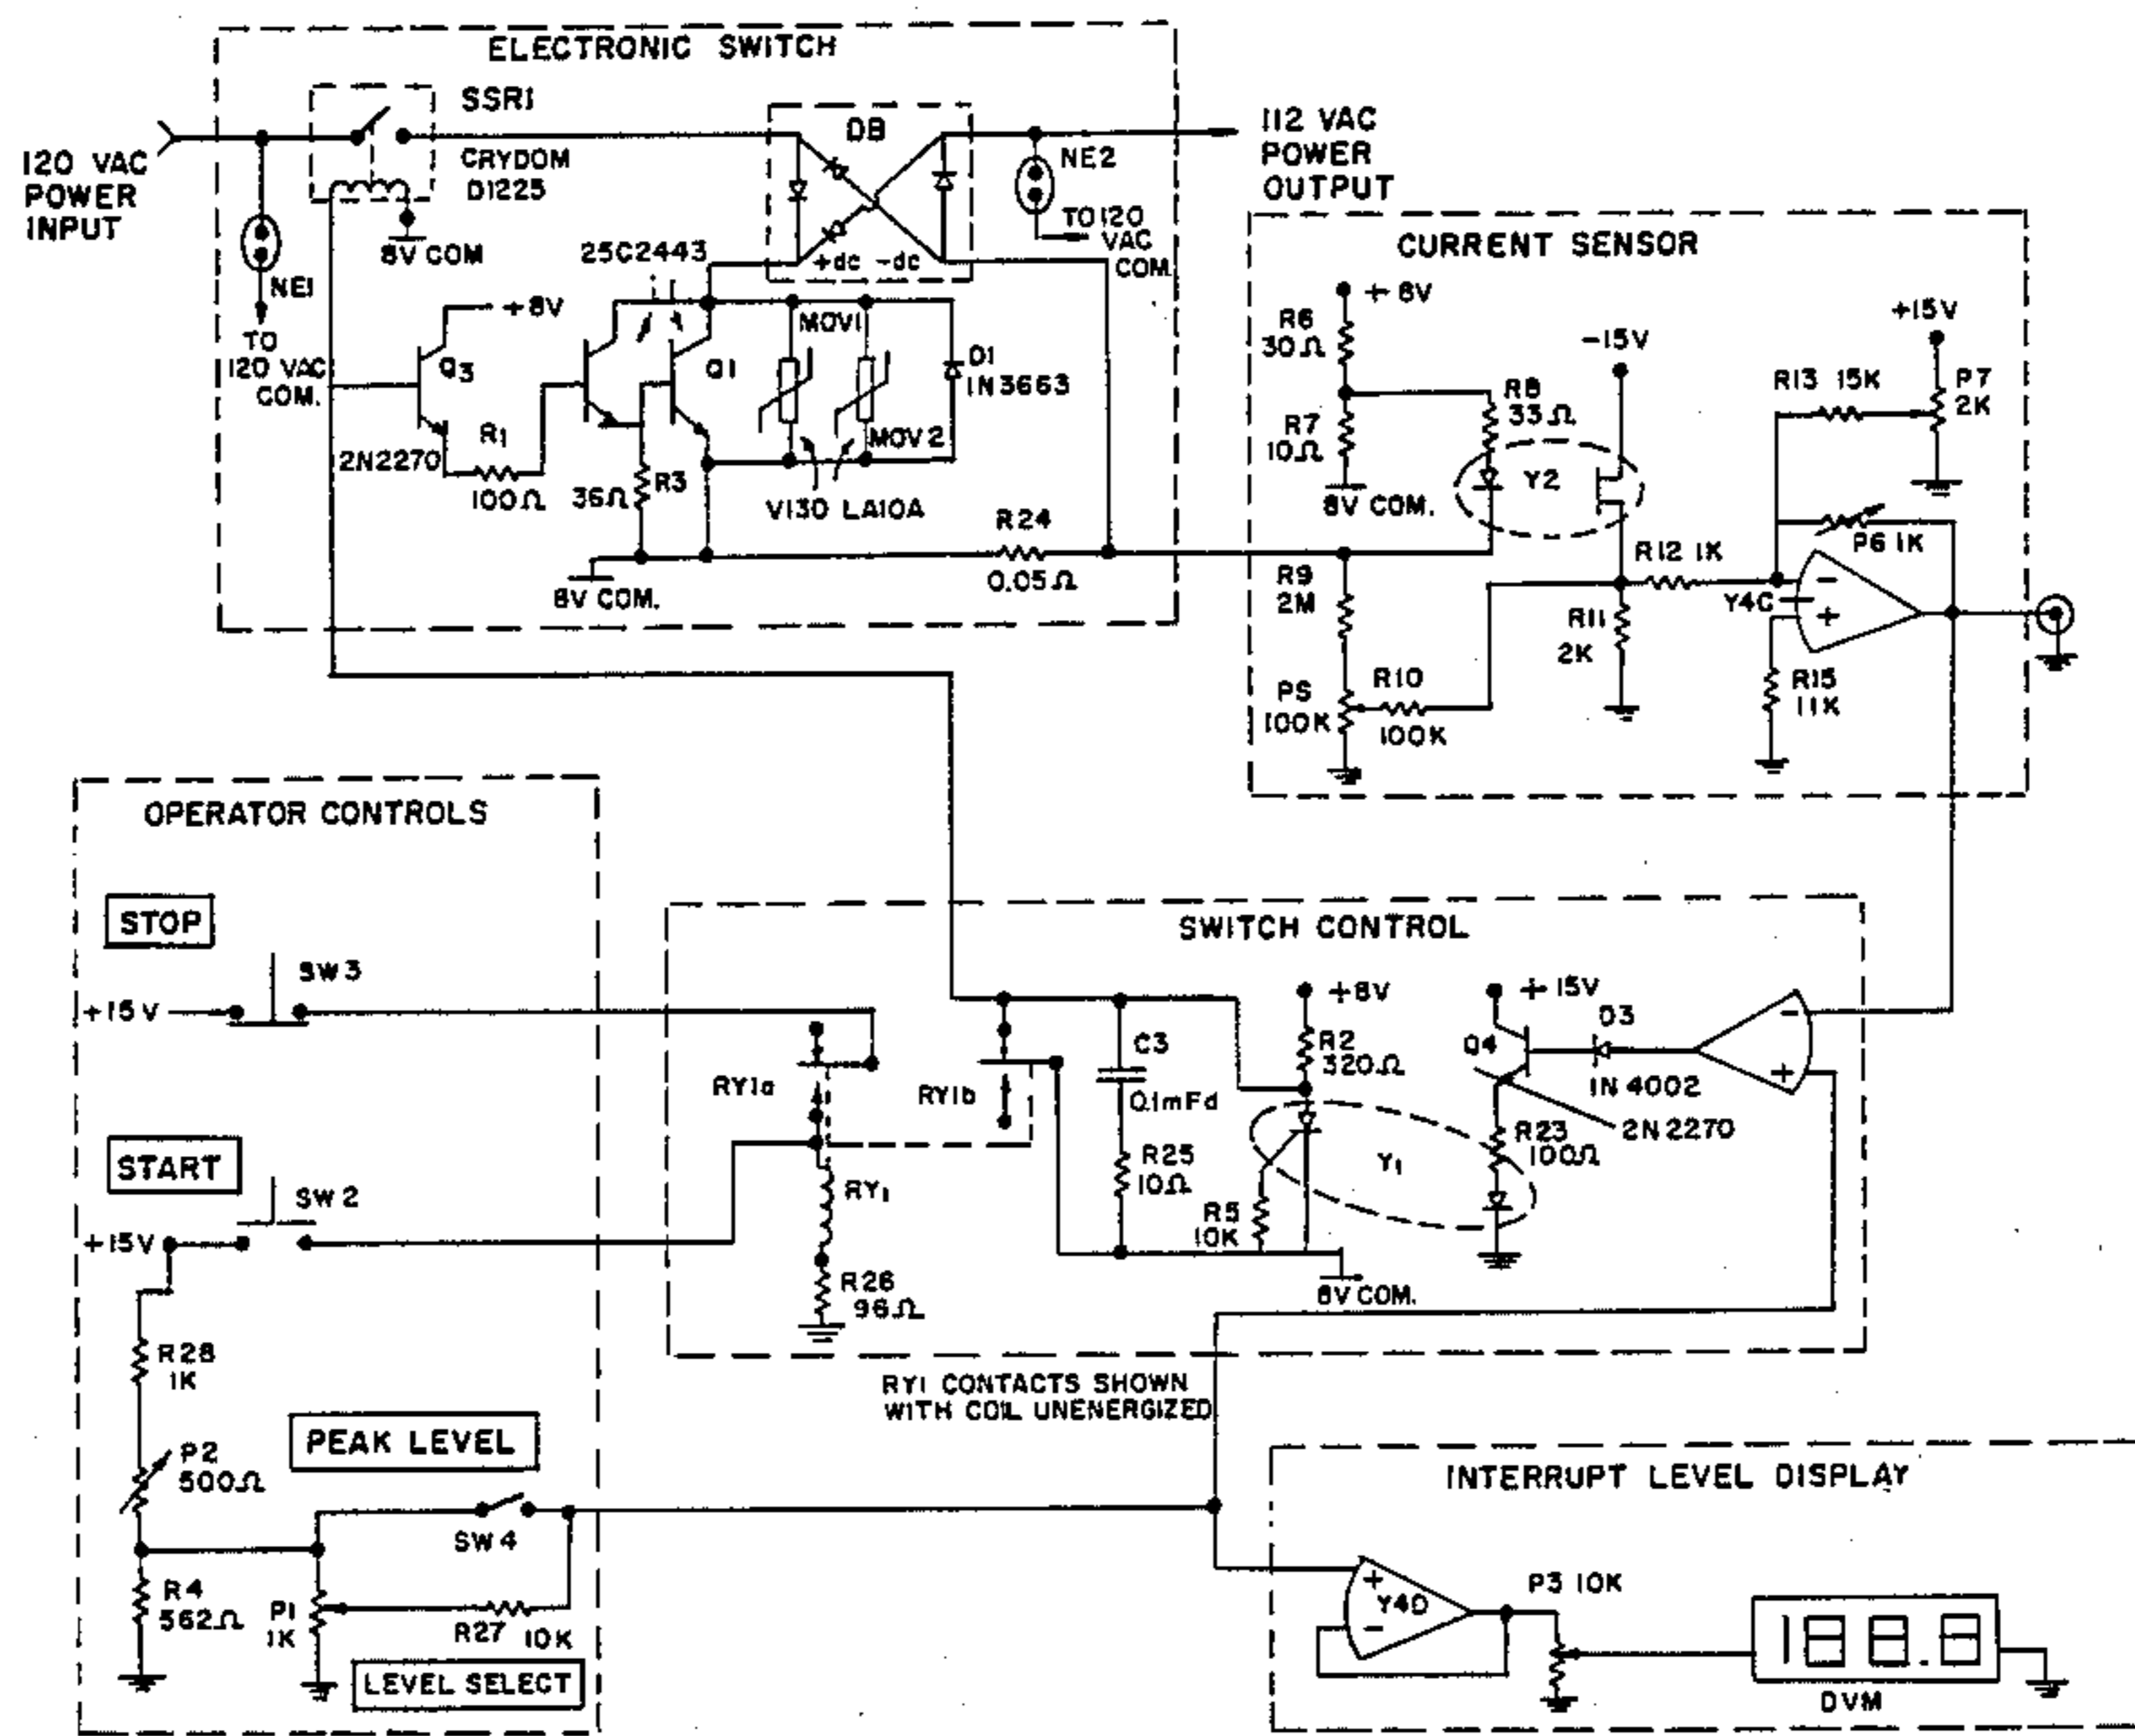 ELECTRONIC SWITCH
SSR1
120 VAC
POWER
INPUT
CRYDOM
D1225
8V COM
NE1
TO
120 VAC
COM.
DB
+dc -dc
NE2
TO 120
VAC
COM.
112 VAC
POWER
OUTPUT
25C2443
+8V
Q3
2N2270
R1
100Ω
36Ω
R3
Q1
MOV1
MOV2
D1
1N3663
V130 LA10A
R24
0.05Ω
8V COM.
CURRENT SENSOR
+8V
R6
30Ω
R7
10Ω
8V COM.
R8
33Ω
Y2
-15V
+15V
R13 15K
P7
2K
P6 1K
R12 1K
Y4C
-
+
R9
2M
R11
2K
R15
11K
P5
100K
R10
100K
OPERATOR CONTROLS
STOP
SW3
+15V
START
SW2
+15V
R28
1K
P2
500Ω
PEAK LEVEL
SW4
R4
562Ω
P1
1K
R27 10K
LEVEL SELECT
SWITCH CONTROL
RY1a
RY1b
RY1
R26
96Ω
C3
0.1mFd
R25
10Ω
+8V
R2
320Ω
R5
10K
Y1
8V COM.
+15V
Q4
D3
1N4002
2N2270
R23
100Ω
-
+
RY1 CONTACTS SHOWN
WITH COIL UNENERGIZED
INTERRUPT LEVEL DISPLAY
+
Y4D
-
P3 10K
188.8
DVM